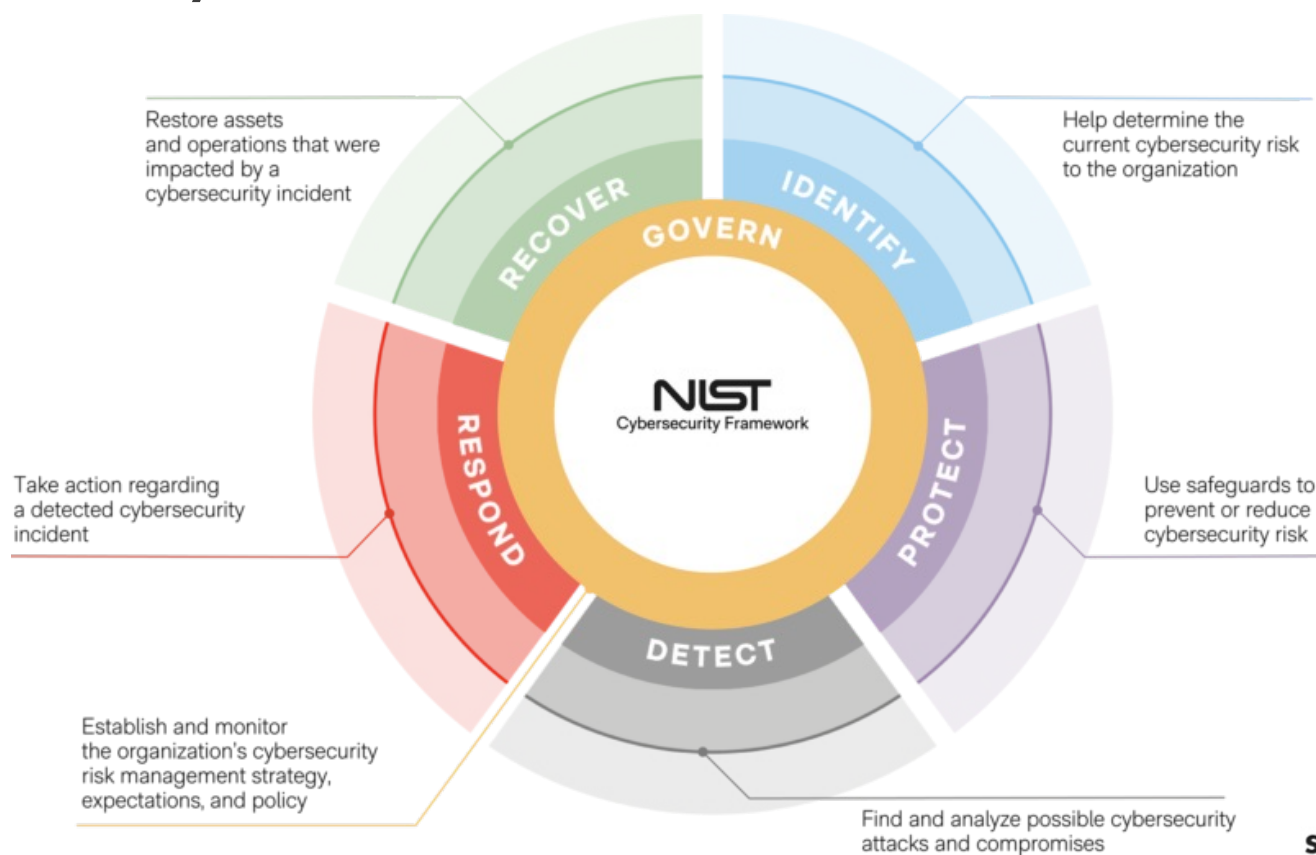 Restore assets
and operations that were
impacted by a
cybersecurity incident
Help determine the
current cybersecurity risk
to the organization
RECOVER
GOVERN
IDENTIFY
NIST
Cybersecurity Framework
RESPOND
PROTECT
DETECT
Take action regarding
a detected cybersecurity
incident
Use safeguards to
prevent or reduce
cybersecurity risk
Establish and monitor
the organization's cybersecurity
risk management strategy,
expectations, and policy
Find and analyze possible cybersecurity
attacks and compromises